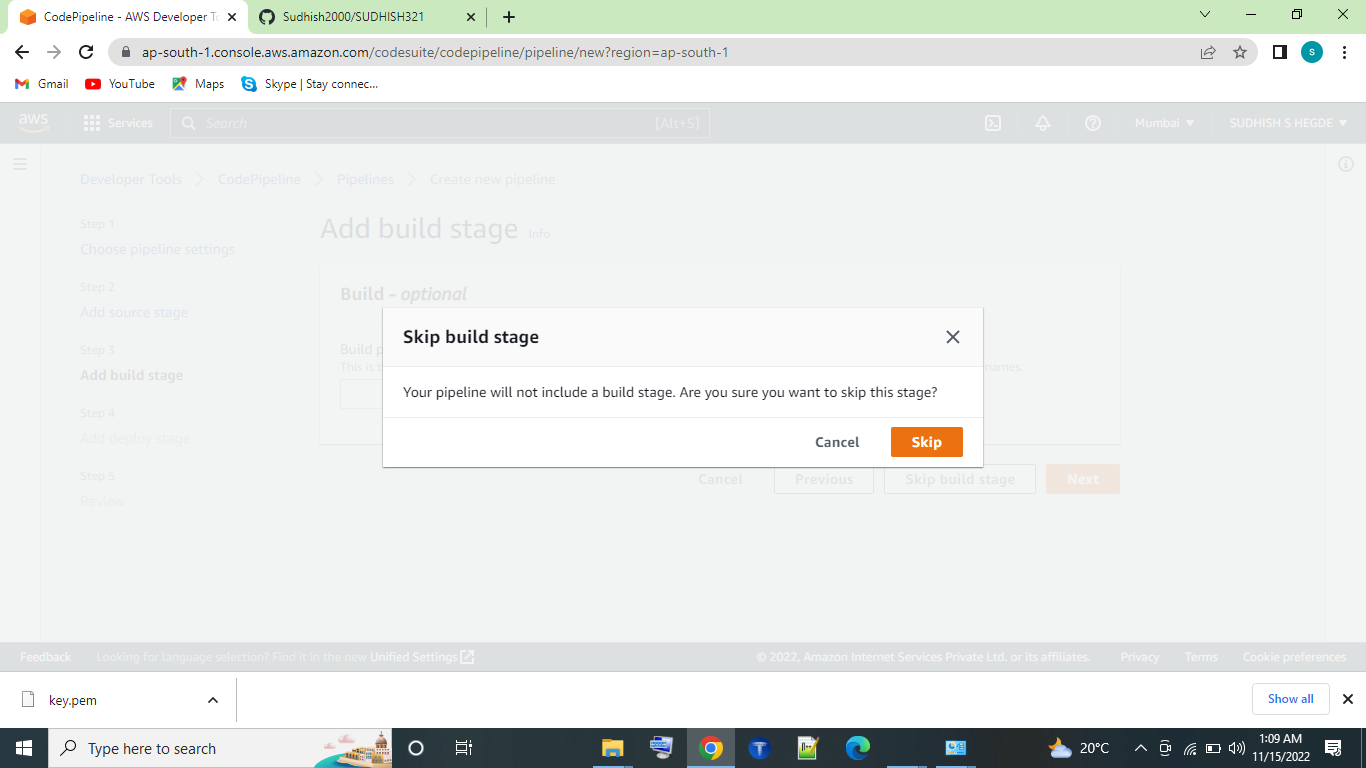 CodePipeline - AWS Developer To
Sudhish2000/SUDHISH321
ap-south-1.console.aws.amazon.com/codesuite/codepipeline/pipeline/new?region=ap-south-1
S
Gmail
YouTube
Maps
Skype | Stay connec...
aws
Services
Search
[Alt+S]
Mumbai
SUDHISH S HEGDE
Developer Tools
CodePipeline
Pipelines
Create new pipeline
Step 1
Choose pipeline settings
Step 2
Add source stage
Step 3
Add build stage
Step 4
Add deploy stage
Step 5
Review
Add build stage
Info
Build - optional
Build p
This is t
names.
Skip build stage
Your pipeline will not include a build stage. Are you sure you want to skip this stage?
Cancel
Skip
Cancel
Previous
Skip build stage
Next
Feedback
Looking for language selection? Find it in the new Unified Settings
© 2022, Amazon Internet Services Private Ltd. or its affiliates.
Privacy
Terms
Cookie preferences
key.pem
Show all
Type here to search
20°C
1:09 AM
11/15/2022